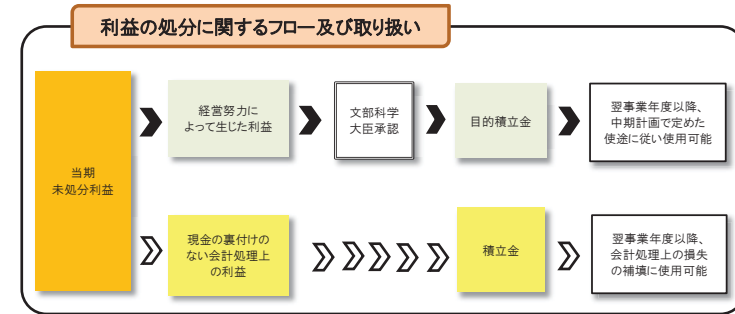 利益の処分に関するフロー及び取り扱い
当期
未処分利益
経営努力に
よって生じた利益
文部科学
大臣承認
目的積立金
翌事業年度以降、
中期計画で定めた
使途に従い使用可能
現金の裏付けの
ない会計処理上
の利益
積立金
翌事業年度以降、
会計処理上の損失
の補填に使用可能